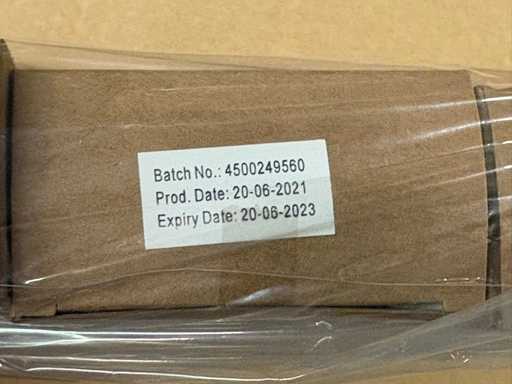 Batch No.: 4500249560
Prod. Date: 20-06-2021
Expiry Date: 20-06-2023